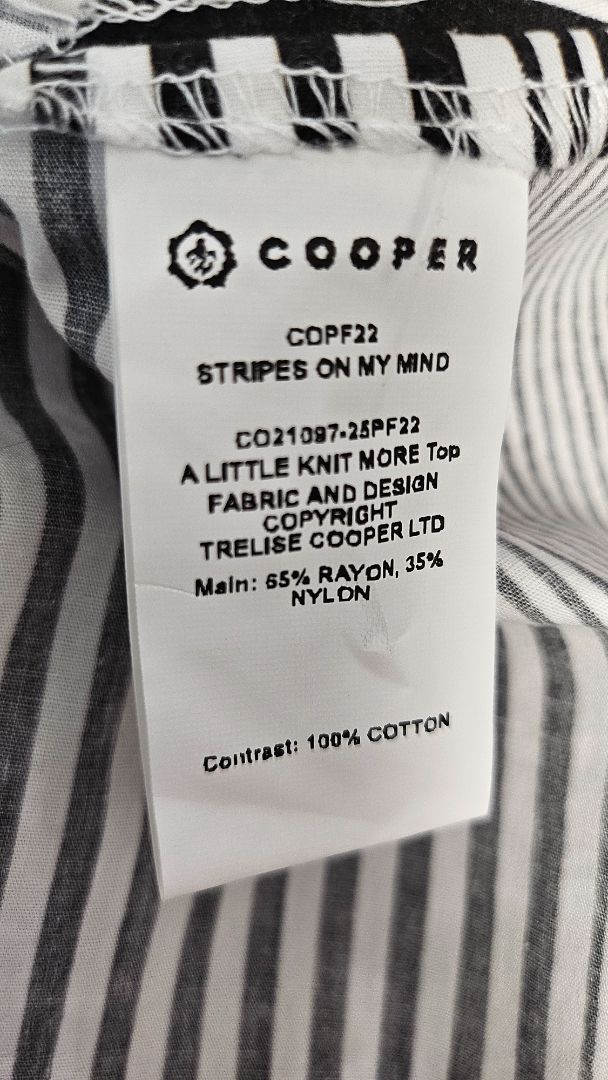 COOPER
COPF22
STRIPES ON MY MIND
CO21097-25PF22
A LITTLE KNIT MORE Top
FABRIC AND DESIGN
COPYRIGHT
TRELISE COOPER LTD
Main: 65% RAYON, 35%
NYLON
Contrast: 100% COTTON